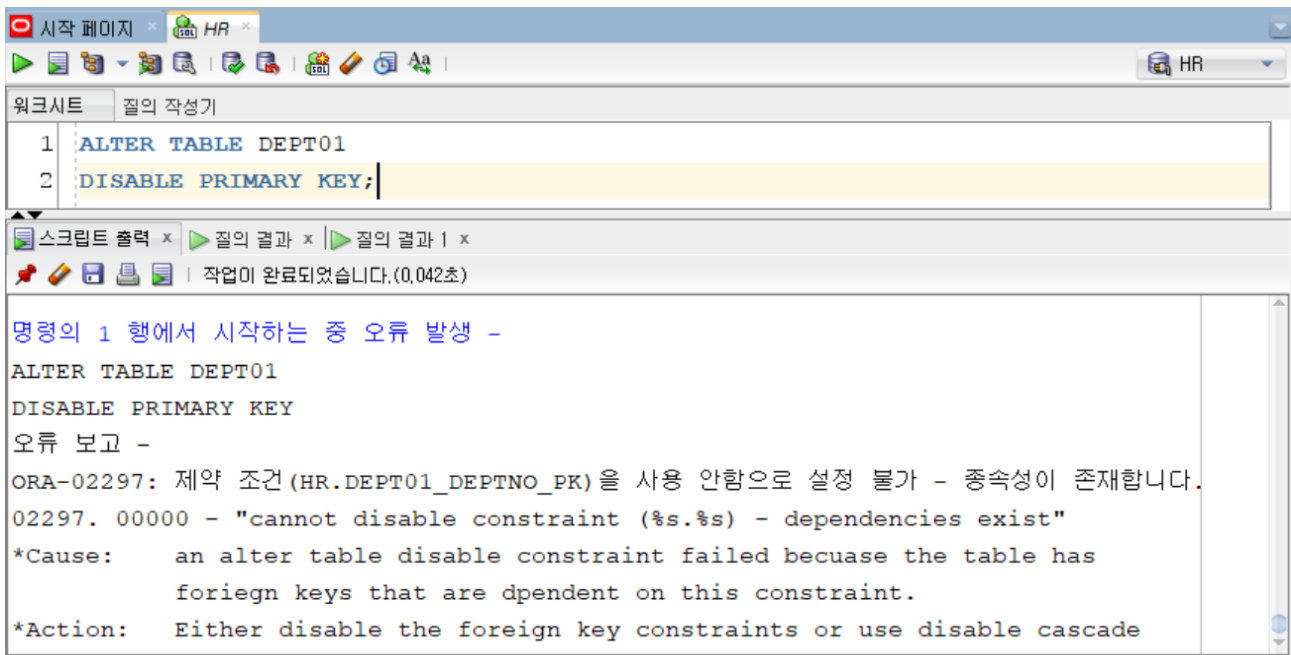 시작 페이지 HR
HR
워크시트 질의 작성기
1 ALTER TABLE DEPT01
2 DISABLE PRIMARY KEY;
스크립트 출력 x 질의 결과 x 질의 결과 1 x
작업이 완료되었습니다.(0,042초)
명령의 1 행에서 시작하는 중 오류 발생 -
ALTER TABLE DEPT01
DISABLE PRIMARY KEY
오류 보고 -
ORA-02297: 제약 조건(HR.DEPT01_DEPTNO_PK)을 사용 안함으로 설정 불가 - 종속성이 존재합니다.
02297. 00000 - "cannot disable constraint (%s.%s) - dependencies exist"
*Cause: an alter table disable constraint failed becuase the table has
foriegn keys that are dpendent on this constraint.
*Action: Either disable the foreign key constraints or use disable cascade